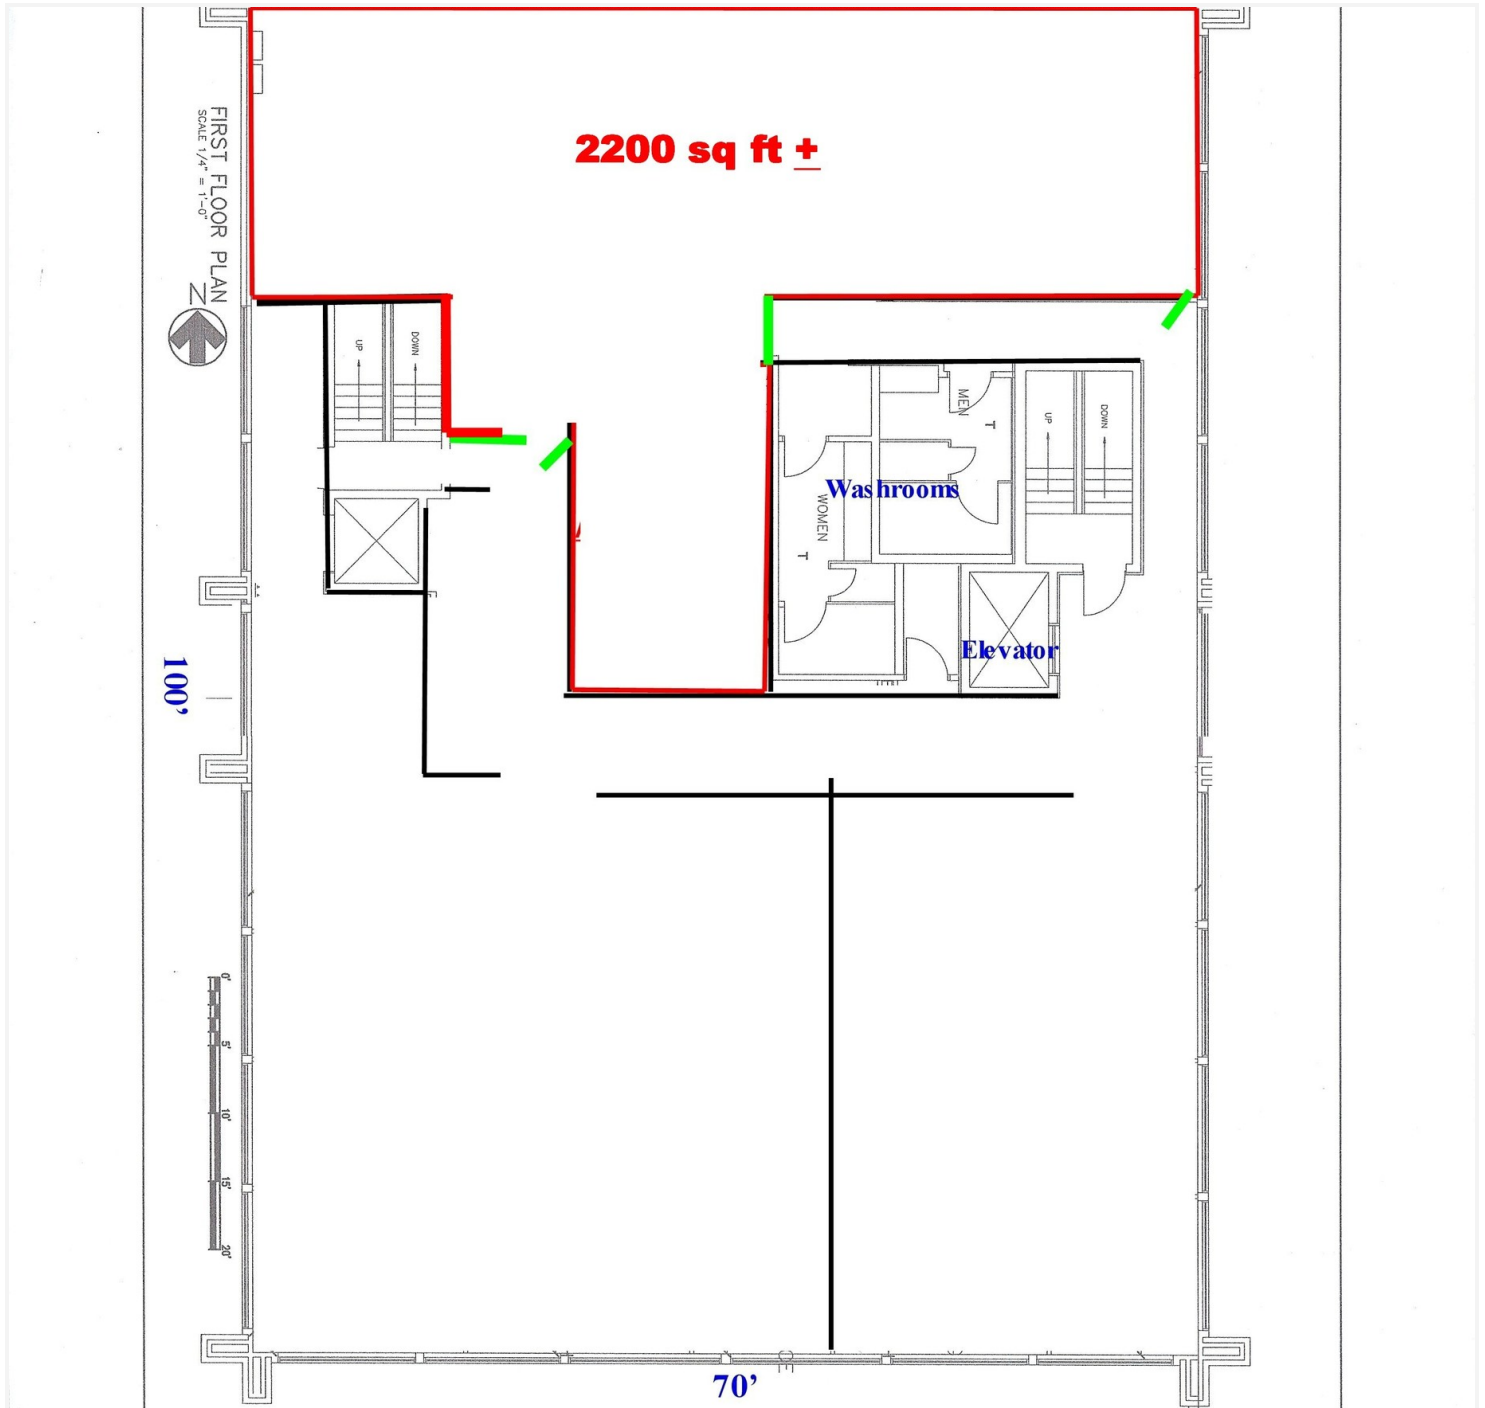 2200 sq ft +
FIRST FLOOR PLAN
SCALE 1/4" = 1'-0"
N
UP
DOWN
MEN
T
UP
DOWN
Washrooms
WOMEN
T
Elevator
100’
0'
5'
10'
15'
20'
70’